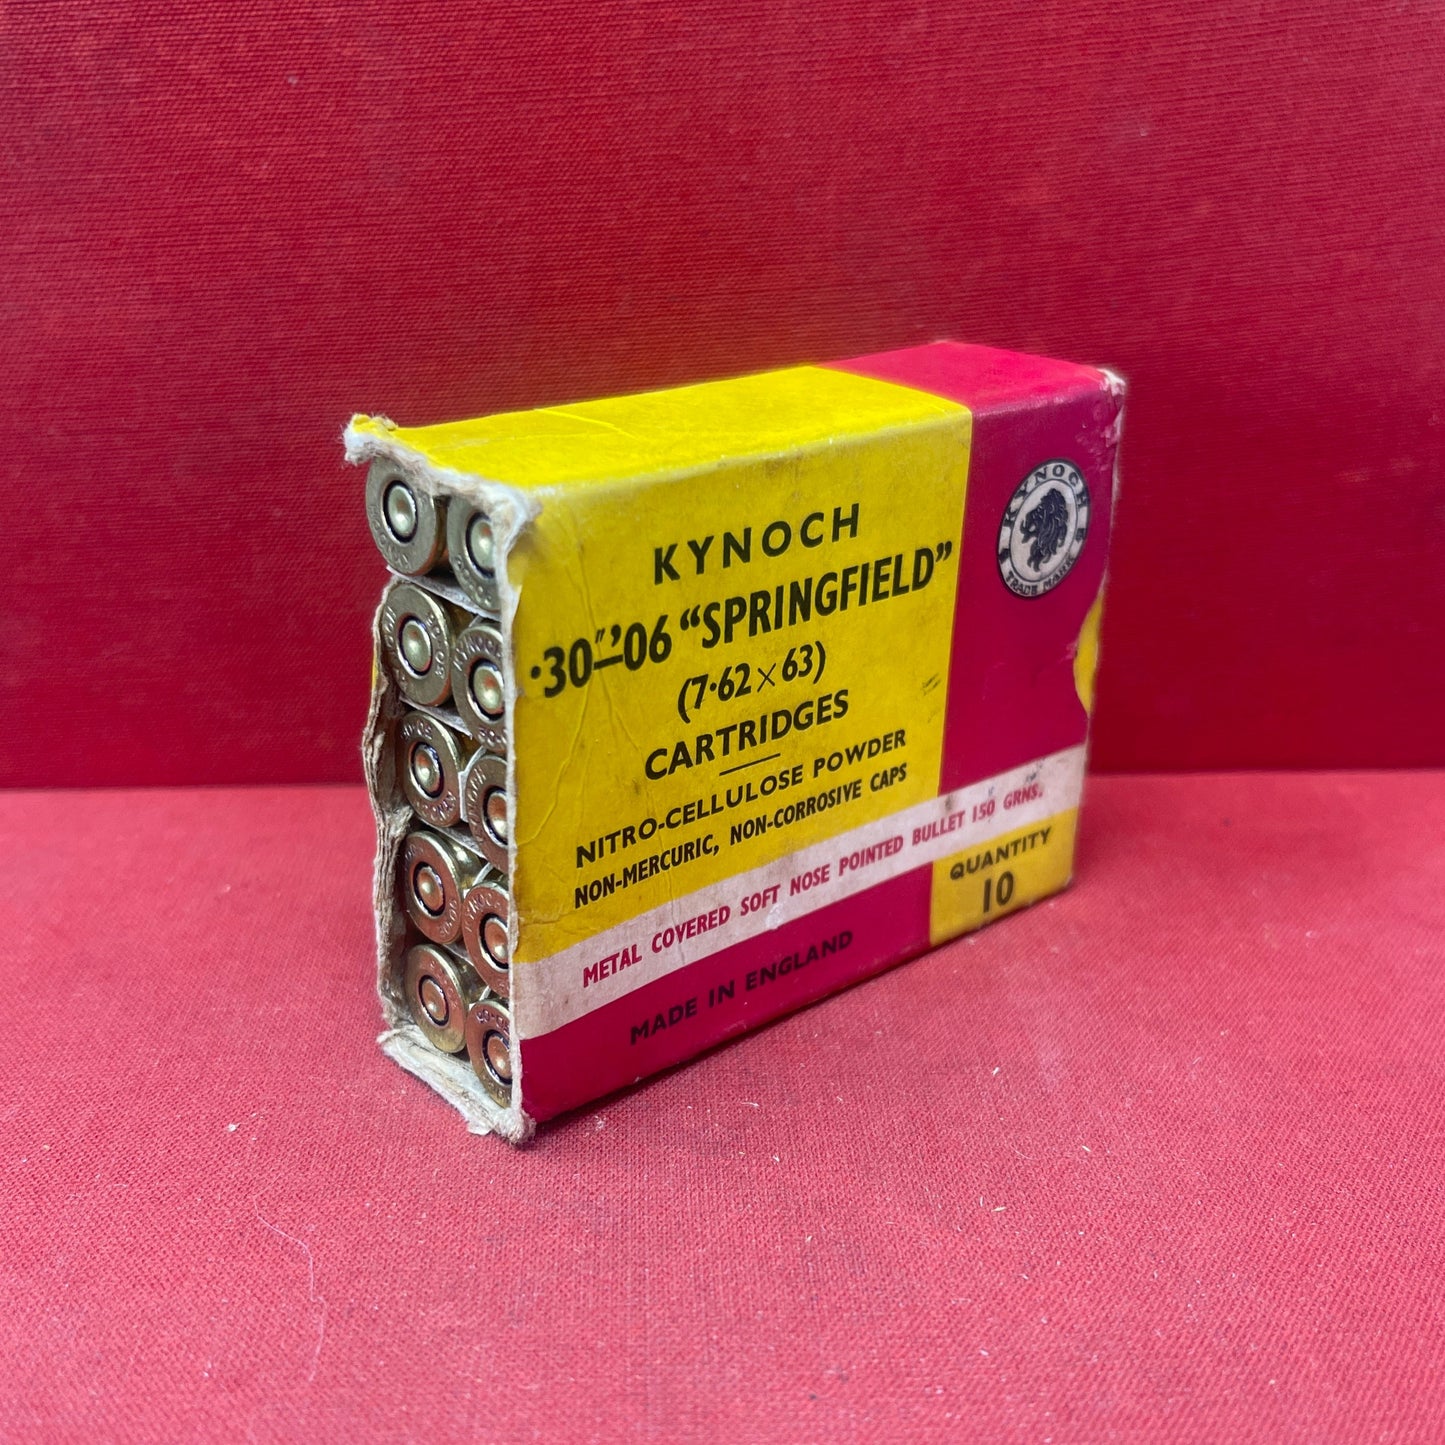 KYNOCH
·30"-'06 “SPRINGFIELD”
(7·62 × 63)
CARTRIDGES
NITRO-CELLULOSE POWDER
NON-MERCURIC, NON-CORROSIVE CAPS
METAL COVERED SOFT NOSE POINTED BULLET 150 GRNS.
MADE IN ENGLAND
QUANTITY
10
KYNOCH
TRADE MARK
KYNOCH